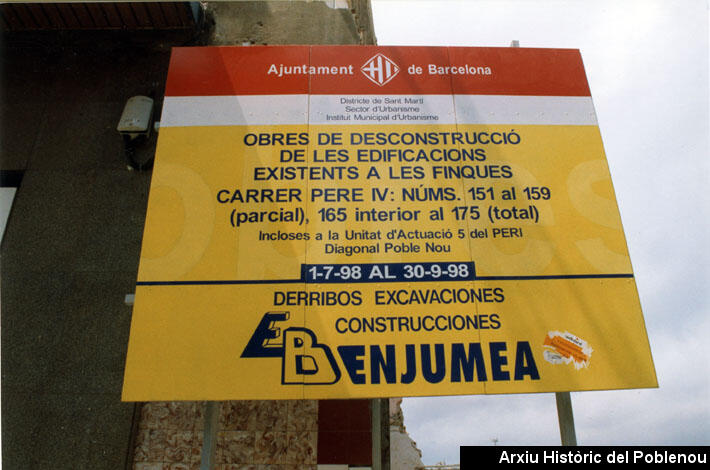 Ajuntament de Barcelona
Districte de Sant Martí
Sector d'Urbanisme
Institut Municipal d'Urbanisme
OBRES DE DESCONSTRUCCIÓ
DE LES EDIFICACIONS
EXISTENTS A LES FINQUES
CARRER PERE IV: NÚMS. 151 al 159
(parcial), 165 interior al 175 (total)
Incloses a la Unitat d'Actuació 5 del PERI
Diagonal Poble Nou
1-7-98 AL 30-9-98
DERRIBOS EXCAVACIONES
CONSTRUCCIONES
EBENJUMEA
Arxiu Històric del Poblenou